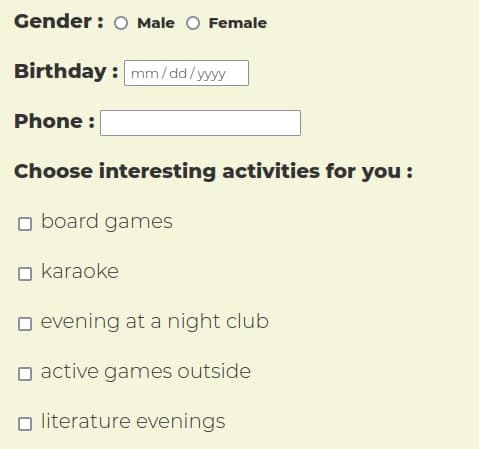 Gender : Male Female
Birthday : mm/dd/yyyy
Phone :
Choose interesting activities for you :
board games
karaoke
evening at a night club
active games outside
literature evenings